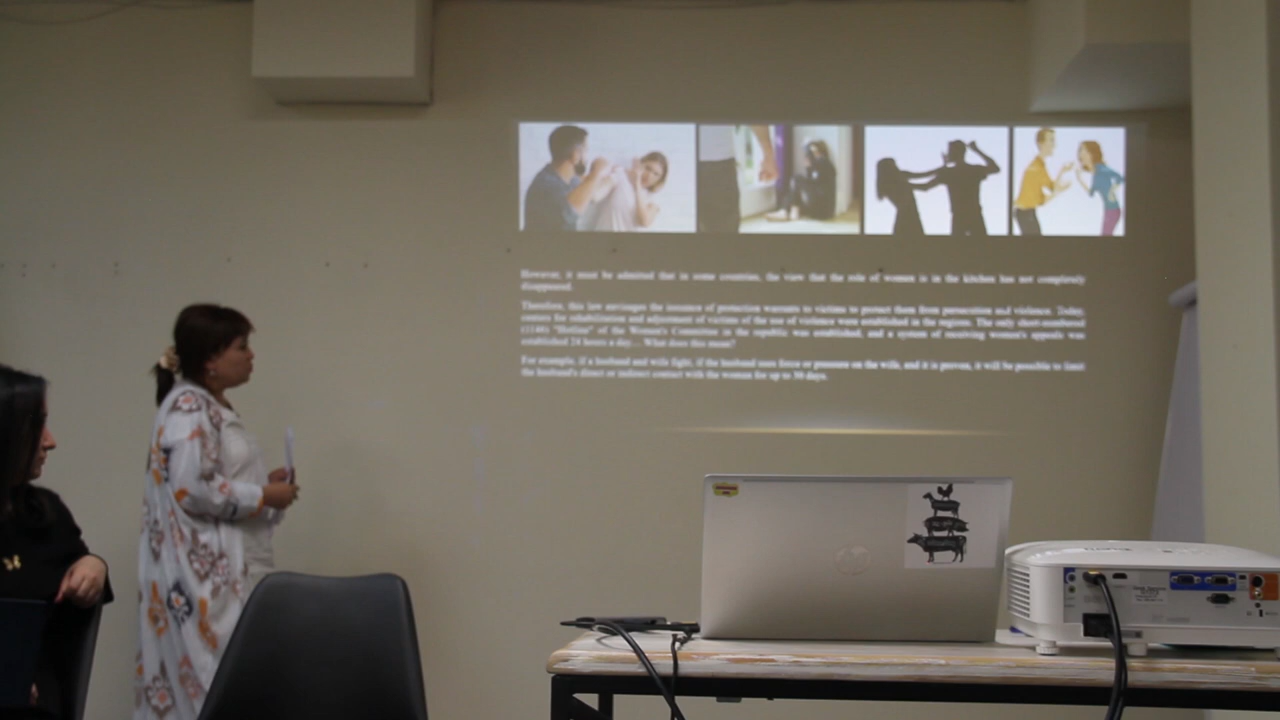 However, it must be admitted that in some countries, the view that the role of women is in the kitchen has not completely
disappeared.
Therefore, this law envisages the issuance of protection warrants to victims to protect them from persecution and violence. Today,
centers for rehabilitation and adjustment of victims of the use of violence were established in the regions. The only short-numbered
(1146) "Hotline" of the Women's Committee in the republic was established, and a system of receiving women's appeals was
established 24 hours a day... What does this mean?
For example, if a husband and wife fight, if the husband uses force or pressure on the wife, and it is proven, it will be possible to limit
the husband's direct or indirect contact with the woman for up to 30 days.